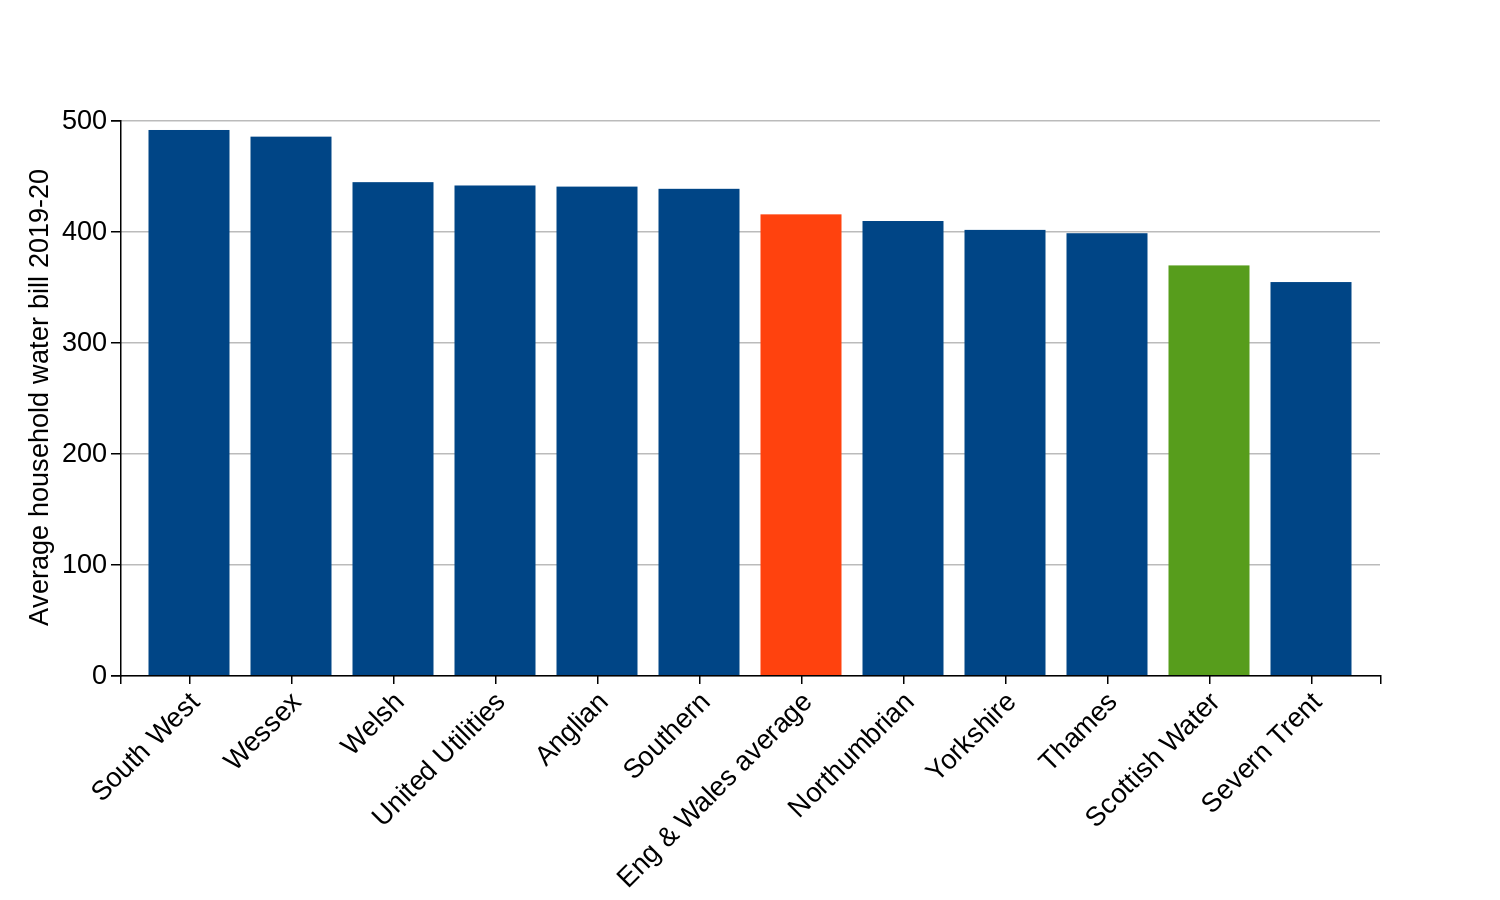 Average household water bill 2019-20
500
400
300
200
100
0
South West
Wessex
Welsh
United Utilities
Anglian
Southern
Eng & Wales average
Northumbrian
Yorkshire
Thames
Scottish Water
Severn Trent